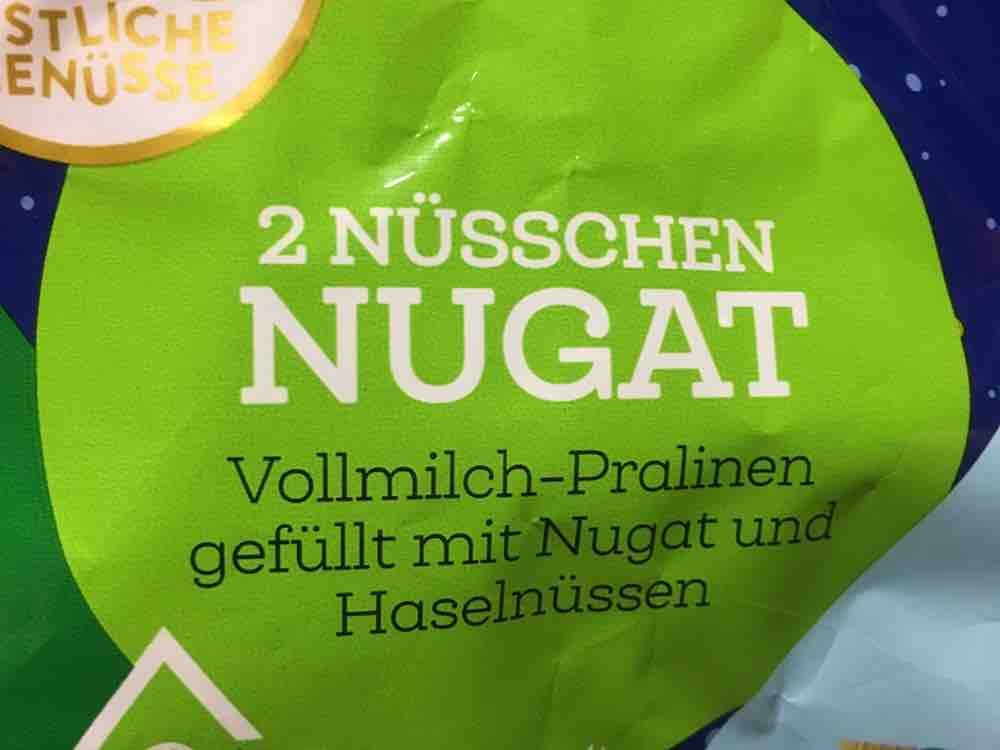 STLICHE
ENÜSSE
2 NÜSSCHEN
NUGAT
Vollmilch-Pralinen
gefüllt mit Nugat und
Haselnüssen